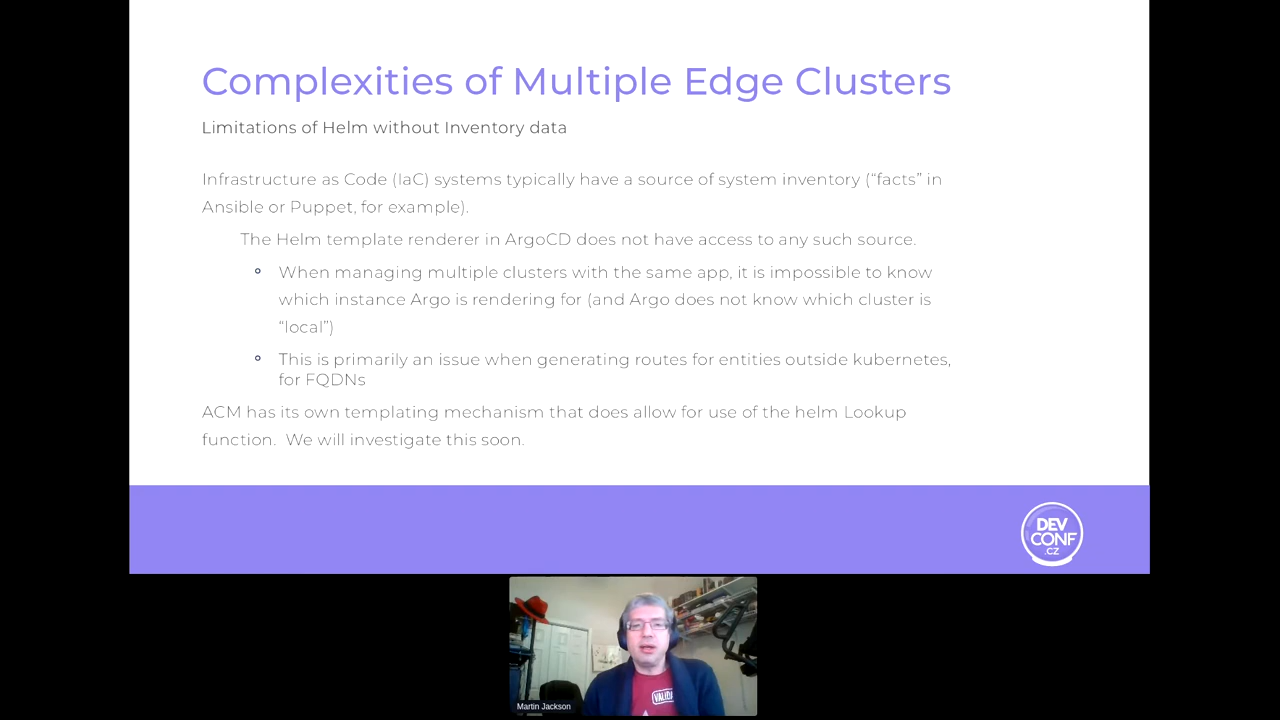 Complexities of Multiple Edge Clusters
Limitations of Helm without Inventory data
Infrastructure as Code (IaC) systems typically have a source of system inventory (“facts” in
Ansible or Puppet, for example).
The Helm template renderer in ArgoCD does not have access to any such source.
When managing multiple clusters with the same app, it is impossible to know
which instance Argo is rendering for (and Argo does not know which cluster is
“local”)
This is primarily an issue when generating routes for entities outside kubernetes,
for FQDNs
ACM has its own templating mechanism that does allow for use of the helm Lookup
function.  We will investigate this soon.
DEV
CONF
.CZ
Martin Jackson